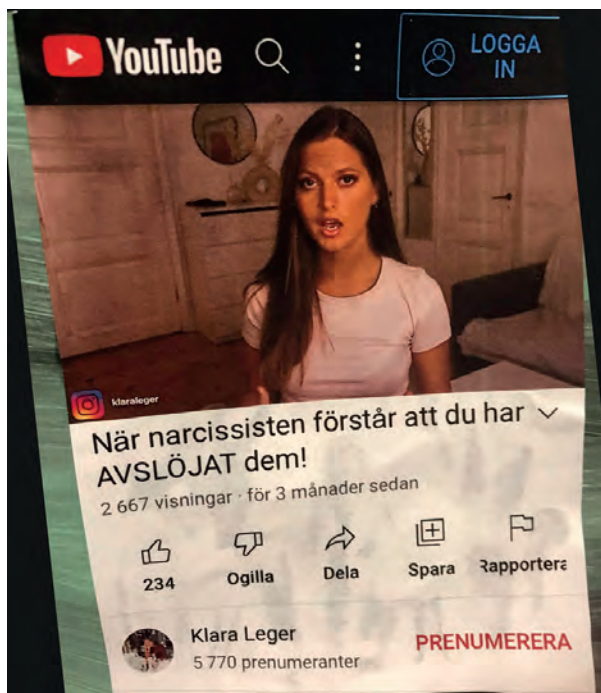 YouTube
LOGGA
IN
klaraleger
När narcissisten förstår att du har
AVSLÖJAT dem!
2 667 visningar · för 3 månader sedan
234
Ogilla
Dela
Spara
Rapportera
Klara Leger
5 770 prenumeranter
PRENUMERERA